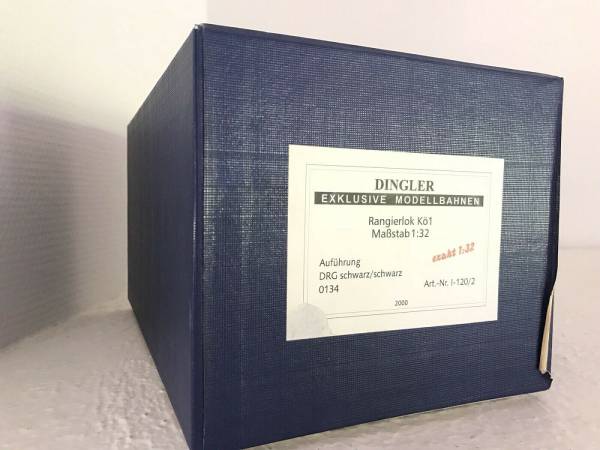 DINGLER
EXKLUSIVE MODELLBAHNEN
Rangierlok Kö1
Maßstab 1:32
exakt 1:32
Auführung
DRG schwarz/schwarz
0134
Art.-Nr. I-120/2
2000